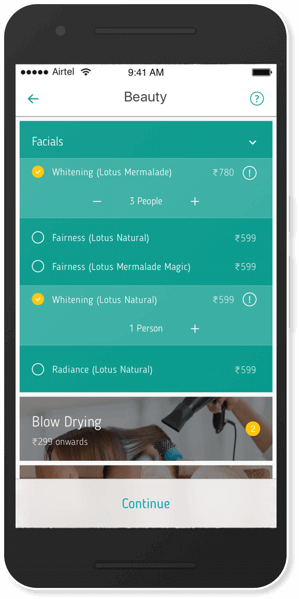 Airtel 9:41 AM
Beauty ?
Facials
Whitening (Lotus Mermalade) ₹780 !
− 3 People +
Fairness (Lotus Natural) ₹599
Fairness (Lotus Mermalade Magic) ₹599
Whitening (Lotus Natural) ₹599 !
1 Person +
Radiance (Lotus Natural) ₹599
Blow Drying
₹299 onwards 2
Continue